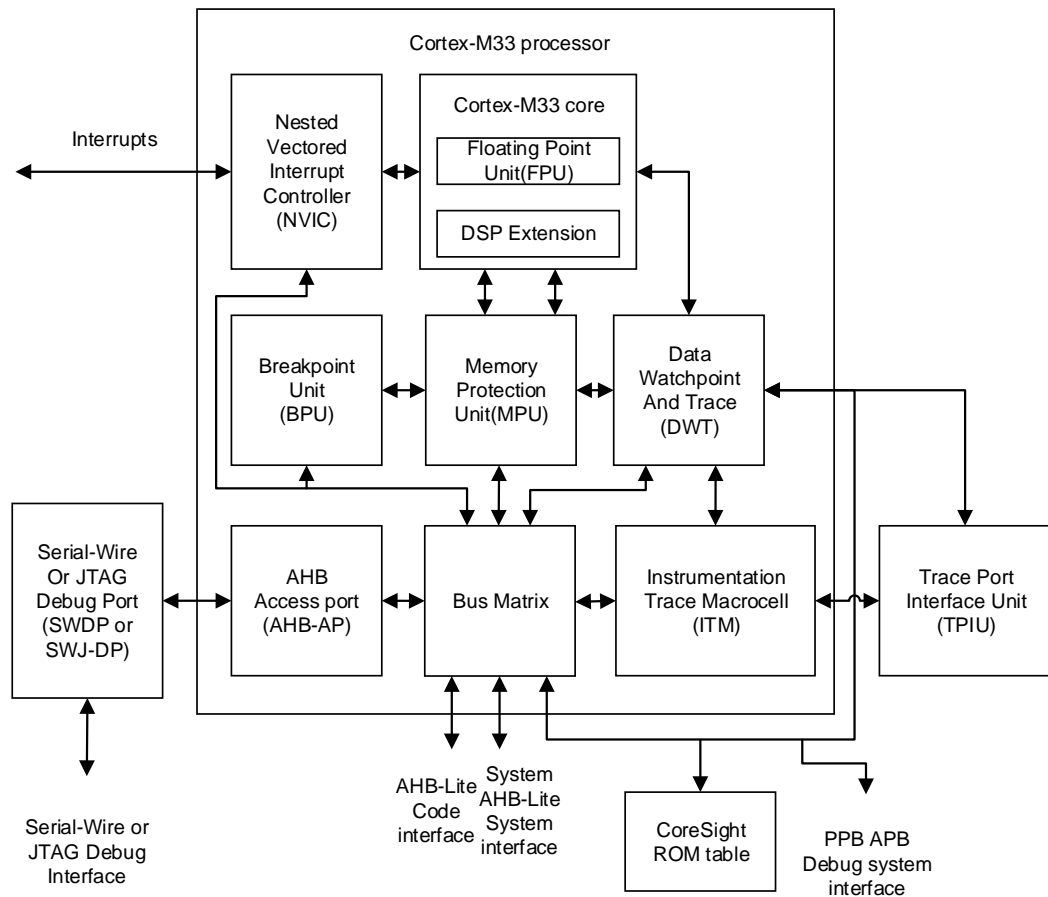 Cortex-M33 processor
Interrupts
Nested
Vectored
Interrupt
Controller
(NVIC)
Cortex-M33 core
Floating Point
Unit(FPU)
DSP Extension
Breakpoint
Unit
(BPU)
Memory
Protection
Unit(MPU)
Data
Watchpoint
And Trace
(DWT)
Serial-Wire
Or JTAG
Debug Port
(SWDP or
SWJ-DP)
AHB
Access port
(AHB-AP)
Bus Matrix
Instrumentation
Trace Macrocell
(ITM)
Trace Port
Interface Unit
(TPIU)
Serial-Wire or
JTAG Debug
Interface
AHB-Lite
Code
interface
System
AHB-Lite
System
interface
CoreSight
ROM table
PPB APB
Debug system
interface